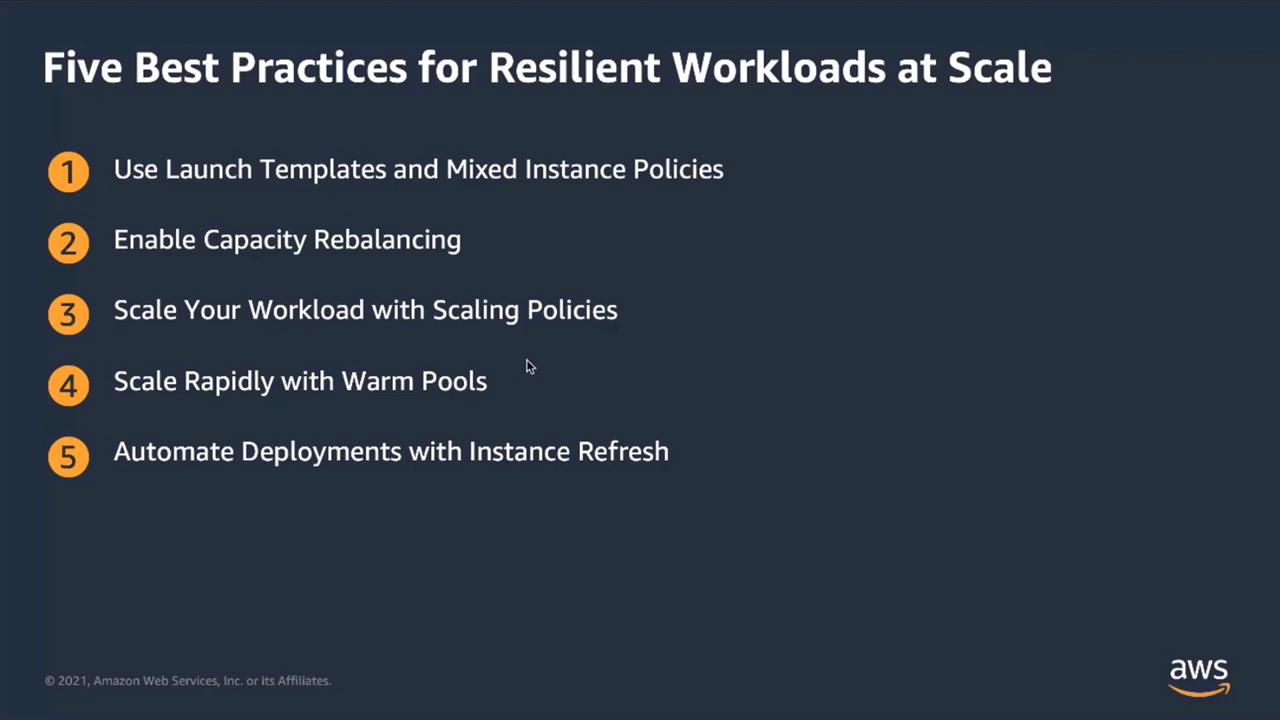 Five Best Practices for Resilient Workloads at Scale
1 Use Launch Templates and Mixed Instance Policies
2 Enable Capacity Rebalancing
3 Scale Your Workload with Scaling Policies
4 Scale Rapidly with Warm Pools
5 Automate Deployments with Instance Refresh
© 2021, Amazon Web Services, Inc. or its Affiliates.
aws